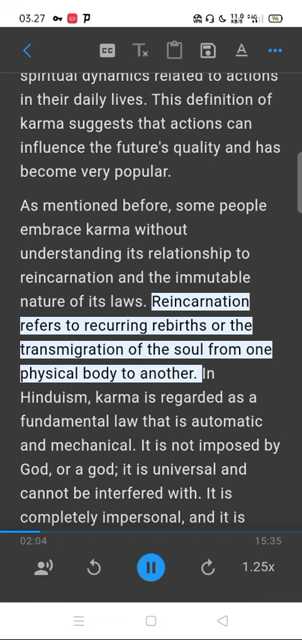 03.27
11.0
KB/S
96
CC
A
spiritual dynamics related to actions
in their daily lives. This definition of
karma suggests that actions can
influence the future's quality and has
become very popular.
As mentioned before, some people
embrace karma without
understanding its relationship to
reincarnation and the immutable
nature of its laws. Reincarnation
refers to recurring rebirths or the
transmigration of the soul from one
physical body to another. In
Hinduism, karma is regarded as a
fundamental law that is automatic
and mechanical. It is not imposed by
God, or a god; it is universal and
cannot be interfered with. It is
completely impersonal, and it is
02:04
15:35
1.25x